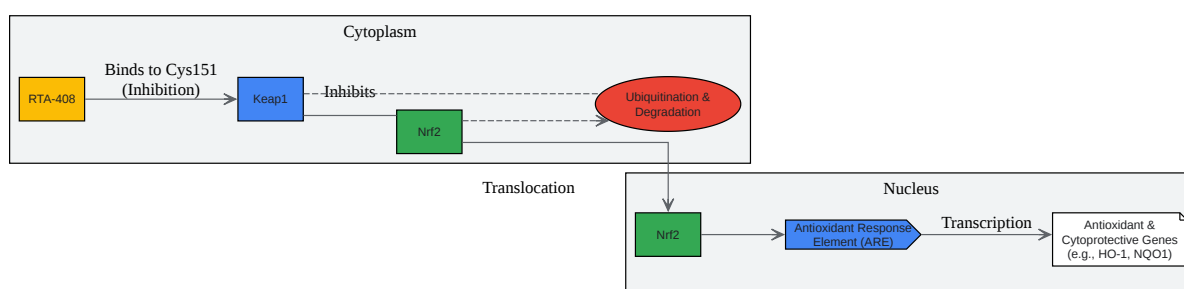 Cytoplasm
RTA-408
Binds to Cys151
(Inhibition)
Keap1
Inhibits
Nrf2
Ubiquitination &
Degradation
Translocation
Nucleus
Nrf2
Antioxidant Response
Element (ARE)
Transcription
Antioxidant &
Cytoprotective Genes
(e.g., HO-1, NQO1)